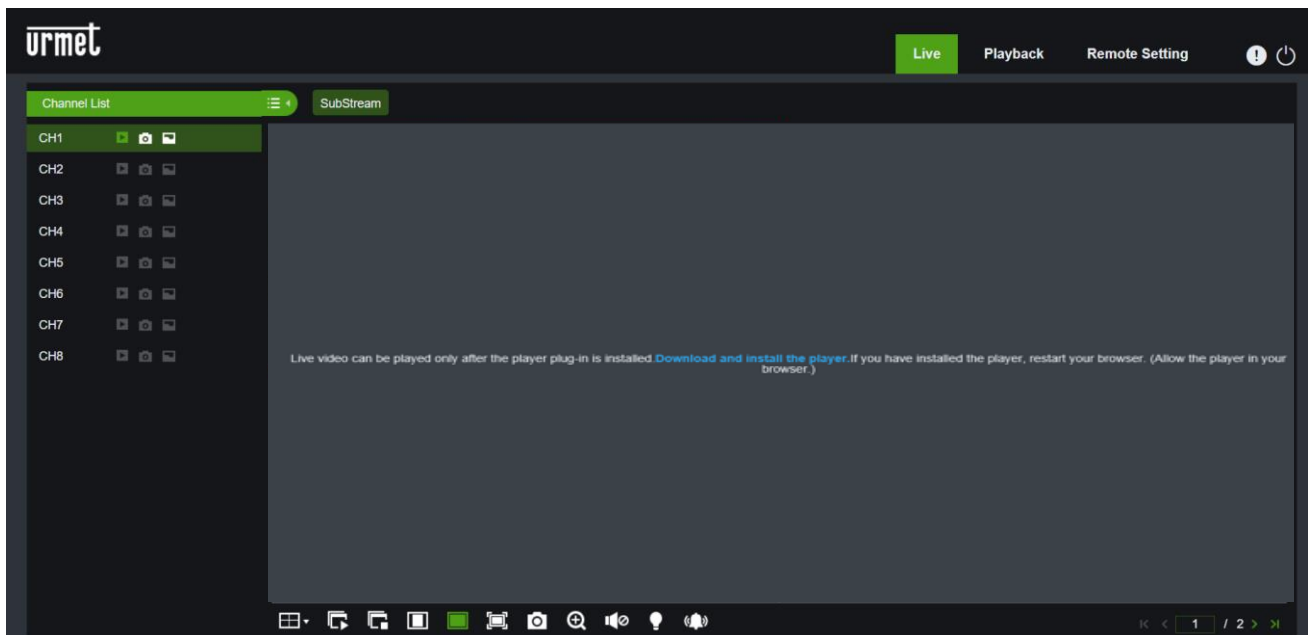 urmet
Live Playback Remote Setting
Channel List
SubStream
CH1
CH2
CH3
CH4
CH5
CH6
CH7
CH8
Live video can be played only after the player plug-in is installed.Download and install the player.If you have installed the player, restart your browser. (Allow the player in your
browser.)
1 / 2